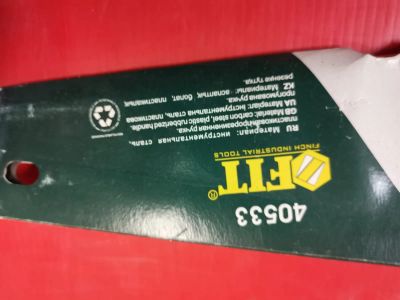 40533
FIT®
FINCH INDUSTRIAL TOOLS
RU Материал: инструментальная сталь,
пластиковая прорезиненная ручка.
GB Material: carbon steel, plastic rubberized handle.
UA Матеріал: інструментальна сталь, пластикова
прогумована ручка.
KZ Материалы: аспаптық болат, пластикалық
резеңке тұтқа.